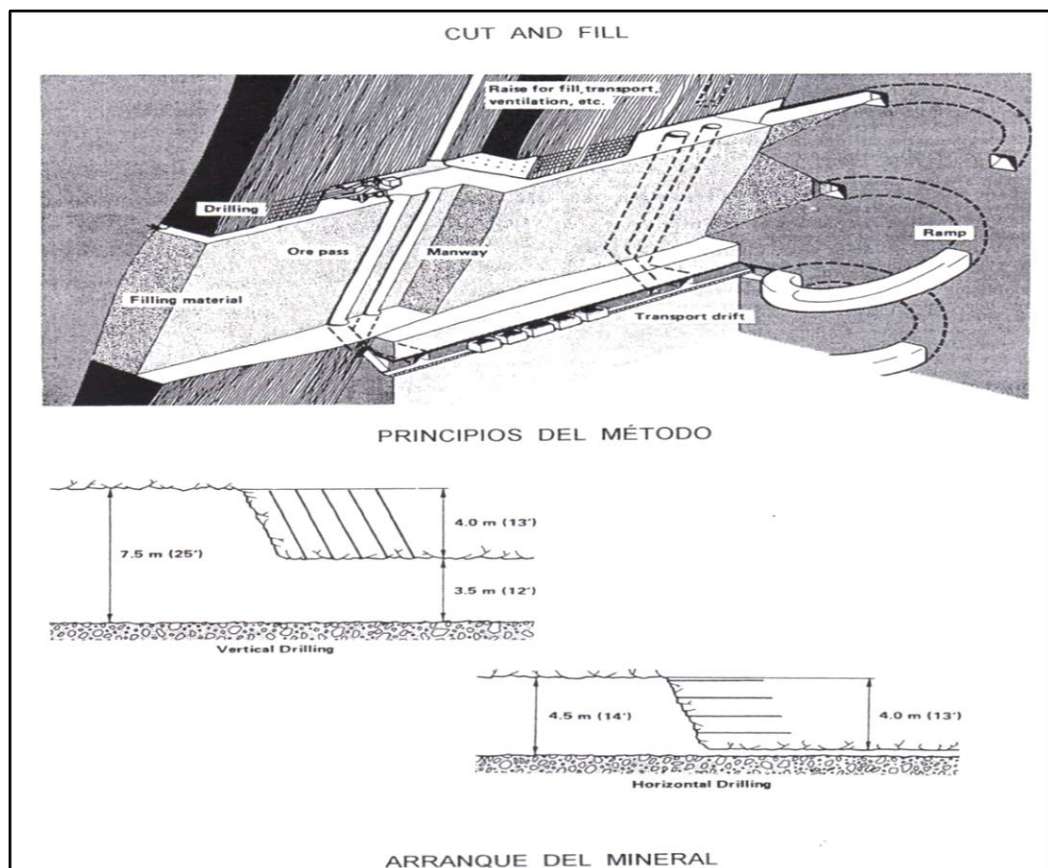 CUT AND FILL
Raise for fill, transport,
ventilation, etc.
Drilling
Ore pass
Manway
Ramp
Filling material
Transport drift
PRINCIPIOS DEL MÉTODO
4.0 m (13')
7.5 m (25')
3.5 m (12')
Vertical Drilling
4.5 m (14')
4.0 m (13')
Horizontal Drilling
ARRANQUE DEL MINERAL